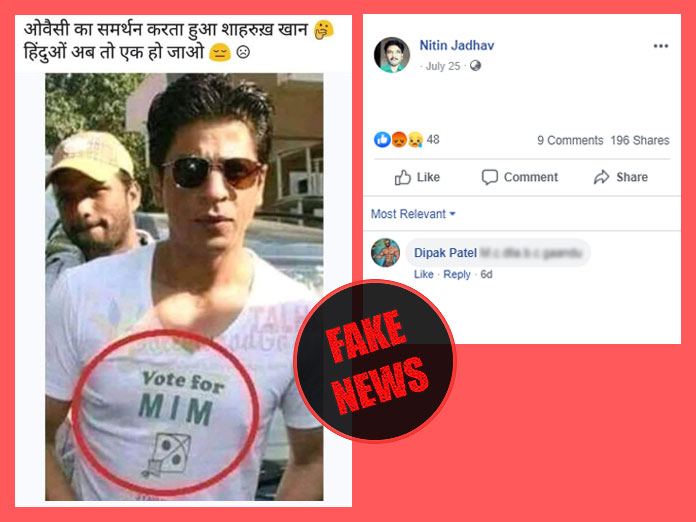 ओवैसी का समर्थन करता हुआ शाहरुख़ खान 🤔
हिंदुओं अब तो एक हो जाओ 😔 ☹
Vote for
MIM
FAKE
NEWS
Nitin Jadhav
July 25
48
9 Comments 196 Shares
Like Comment Share
Most Relevant
Dipak Patel
Like · Reply · 6d